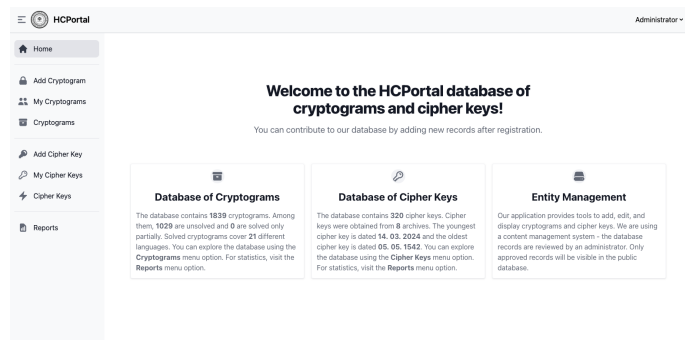 HCPortal
Administrator
Home
Add Cryptogram
My Cryptograms
Cryptograms
Add Cipher Key
My Cipher Keys
Cipher Keys
Reports
Welcome to the HCPortal database of
cryptograms and cipher keys!
You can contribute to our database by adding new records after registration.
Database of Cryptograms
The database contains 1839 cryptograms. Among
them, 1029 are unsolved and 0 are solved only
partially. Solved cryptograms cover 21 different
languages. You can explore the database using the
Cryptograms menu option. For statistics, visit the
Reports menu option.
Database of Cipher Keys
The database contains 320 cipher keys. Cipher
keys were obtained from 8 archives. The youngest
cipher key is dated 14. 03. 2024 and the oldest
cipher key is dated 05. 05. 1542. You can explore
the database using the Cipher Keys menu option.
For statistics, visit the Reports menu option.
Entity Management
Our application provides tools to add, edit, and
display cryptograms and cipher keys. We are using
a content management system - the database
records are reviewed by an administrator. Only
approved records will be visible in the public
database.